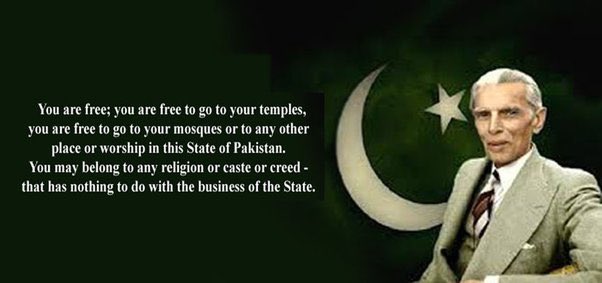 You are free; you are free to go to your temples,
you are free to go to your mosques or to any other
place or worship in this State of Pakistan.
You may belong to any religion or caste or creed -
that has nothing to do with the business of the State.